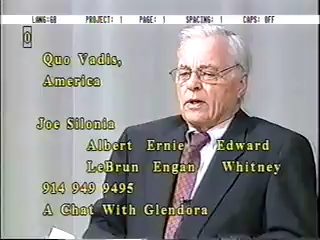 LANG:GB PROJECT: 1 PAGE: 1 SPACING: 1 CAPS: OFF
0
Quo Vadis,
America
Joe Silonia
Albert Ernie Edward
LeBrun Engan Whitney
914 949 9495
A Chat With Glendora